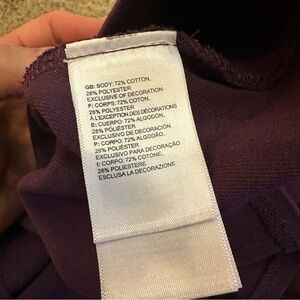 GB: BODY: 72% COTTON,
28% POLYESTER
EXCLUSIVE OF DECORATION
F: CORPS: 72% COTON,
28% POLYESTER
À L'EXCEPTION DES DÉCORATIONS
E: CUERPO: 72% ALGODÓN,
28% POLIÉSTER
EXCLUSIVO DE DECORACIÓN
P: CORPO: 72% ALGODÃO,
28% POLIÉSTER
EXCLUSIVO PARA DECORAÇÃO
I: CORPO: 72% COTONE,
28% POLIESTERE
ESCLUSA LA DECORAZIONE